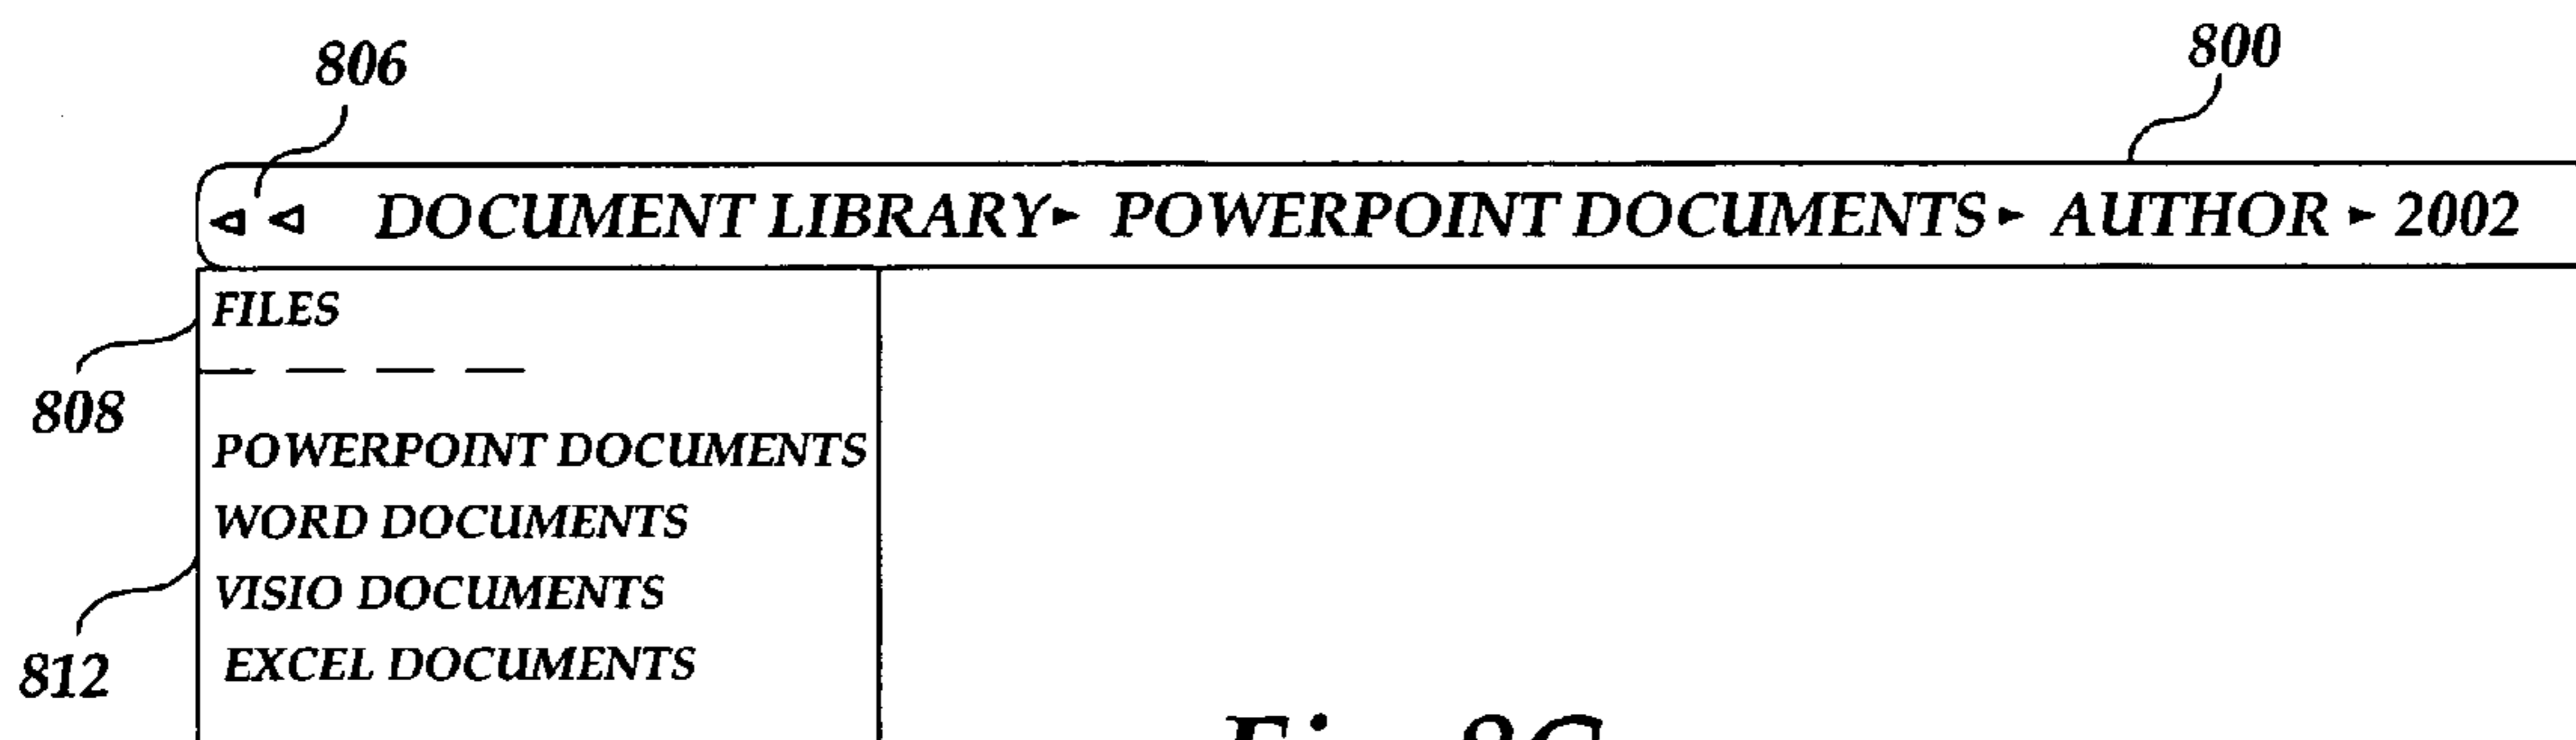 806
800
DOCUMENT LIBRARY► POWERPOINT DOCUMENTS► AUTHOR ► 2002
FILES
808
POWERPOINT DOCUMENTS
WORD DOCUMENTS
VISIO DOCUMENTS
EXCEL DOCUMENTS
812